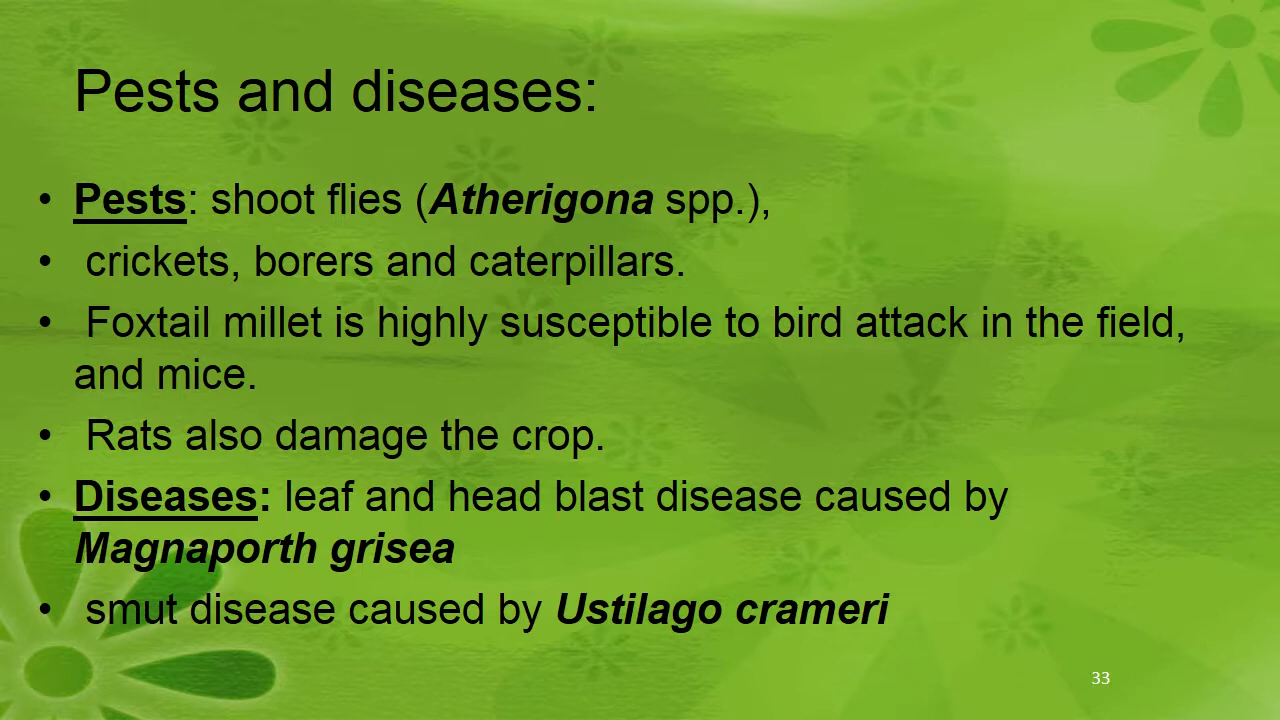 Pests and diseases:
• Pests: shoot flies (Atherigona spp.),
• crickets, borers and caterpillars.
• Foxtail millet is highly susceptible to bird attack in the field,
and mice.
• Rats also damage the crop.
• Diseases: leaf and head blast disease caused by
Magnaporth grisea
• smut disease caused by Ustilago crameri
33